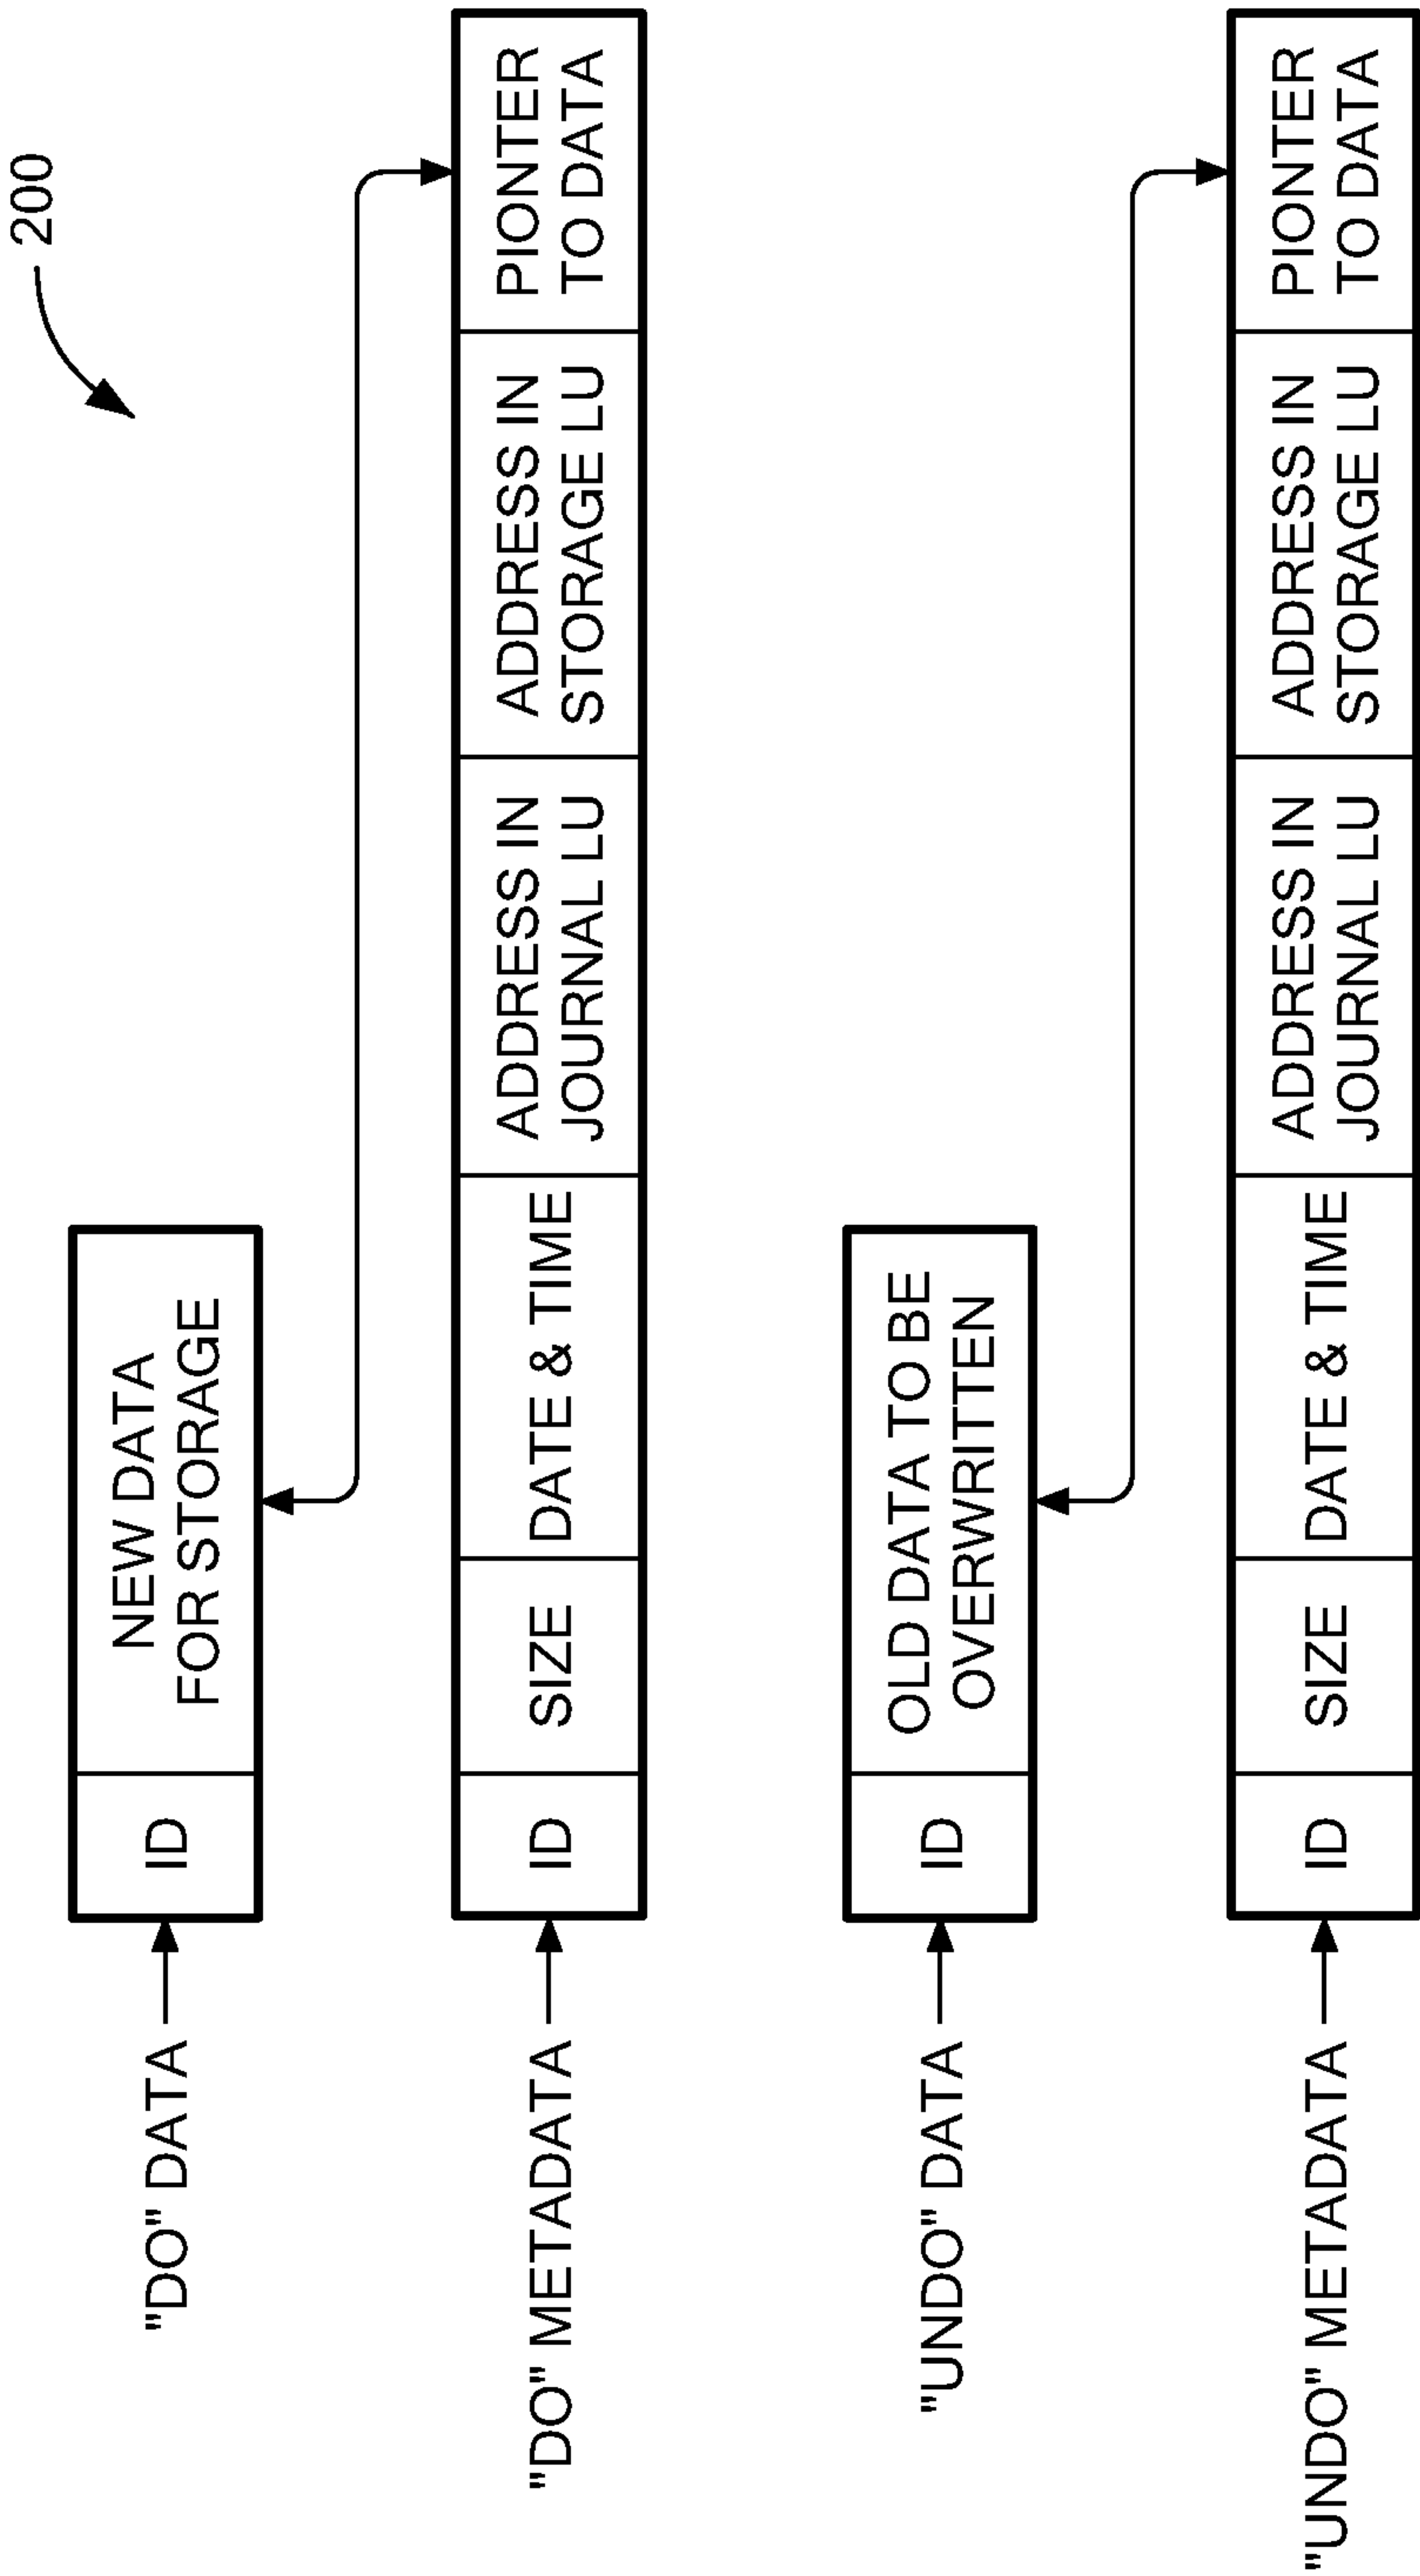 200
"DO" DATA
ID
NEW DATA
FOR STORAGE
"DO" METADATA
ID
SIZE
DATE & TIME
ADDRESS IN
JOURNAL LU
ADDRESS IN
STORAGE LU
PIONTER
TO DATA
"UNDO" DATA
ID
OLD DATA TO BE
OVERWRITTEN
"UNDO" METADATA
ID
SIZE
DATE & TIME
ADDRESS IN
JOURNAL LU
ADDRESS IN
STORAGE LU
PIONTER
TO DATA